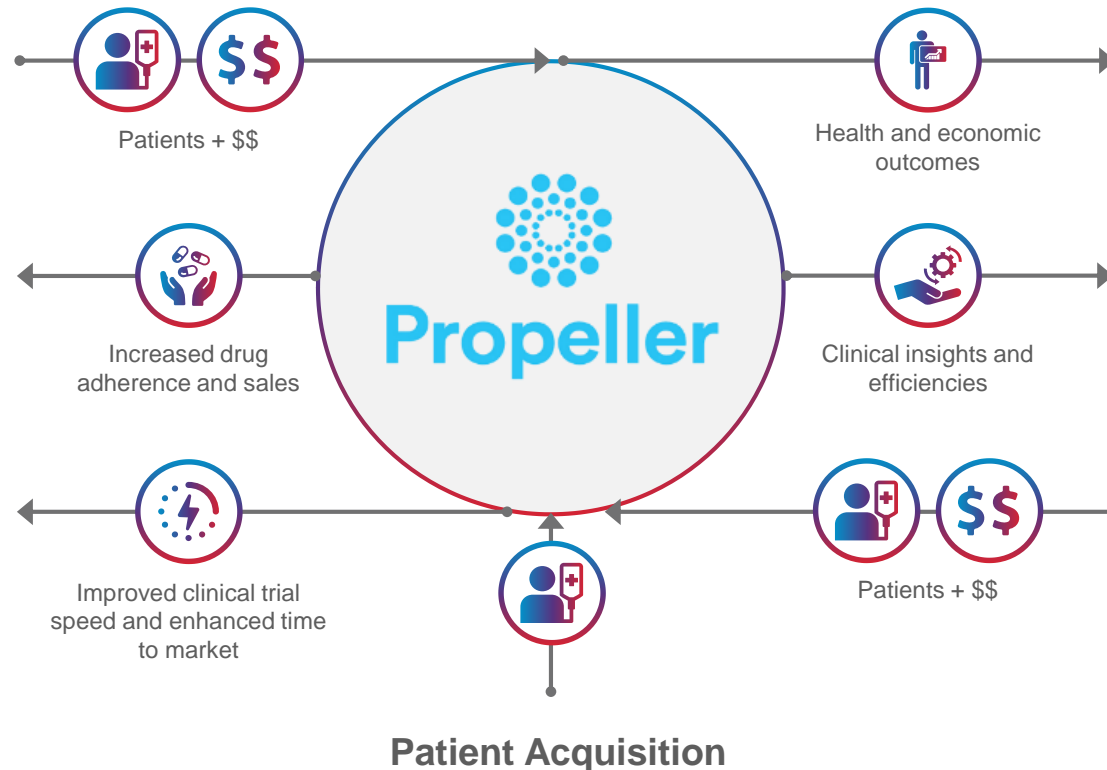 Patients + $$
Health and economic
outcomes
Propeller
Increased drug
adherence and sales
Clinical insights and
efficiencies
Improved clinical trial
speed and enhanced time
to market
Patients + $$
Patient Acquisition